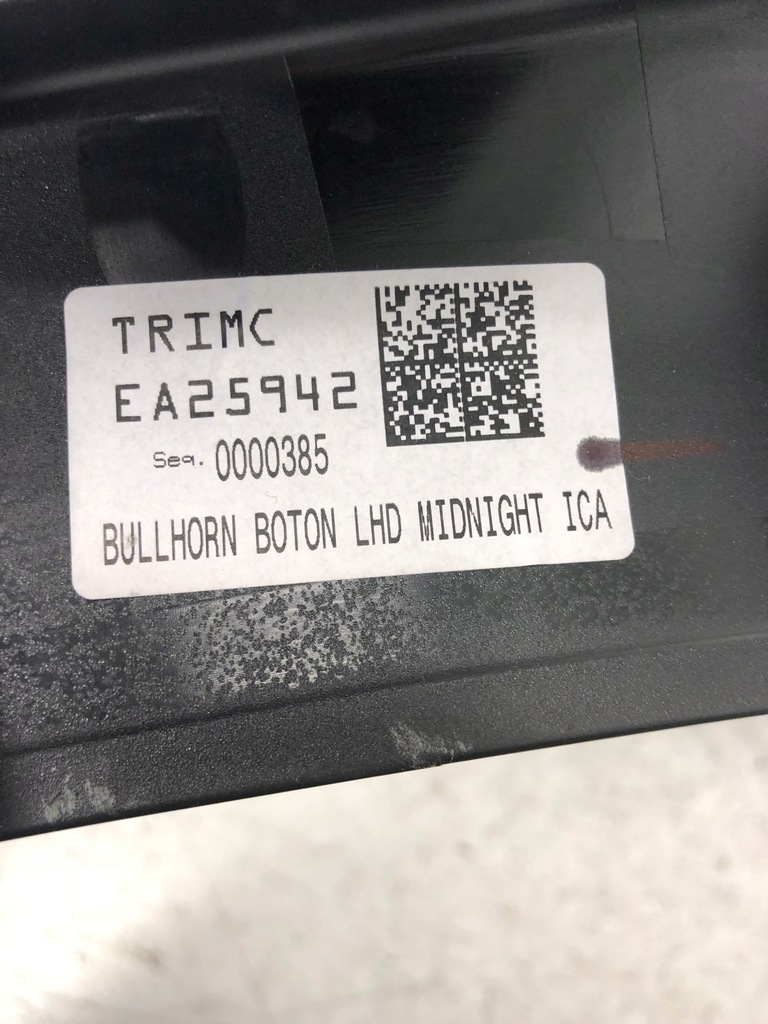 TRIMC
EA25942
Seq. 0000385
BULLHORN BOTON LHD MIDNIGHT ICA